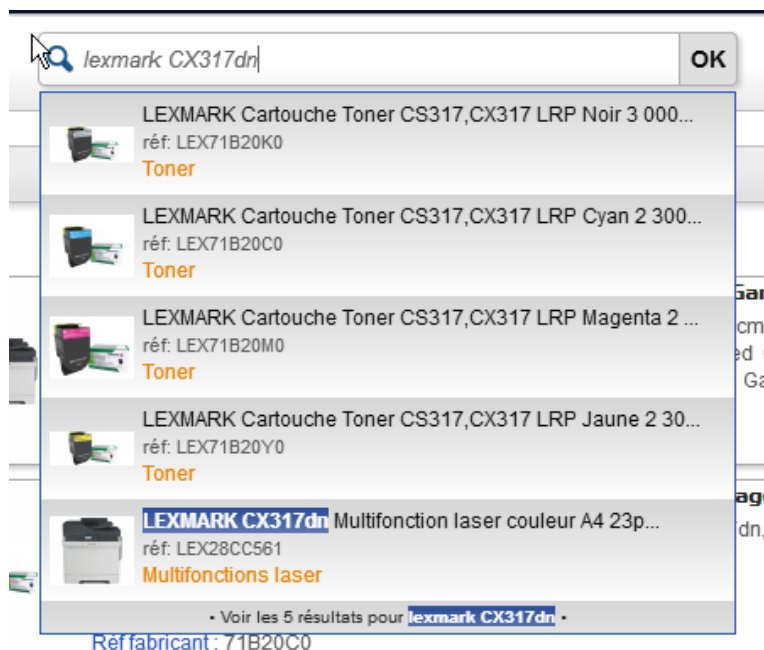 lexmark CX317dn
OK
LEXMARK Cartouche Toner CS317,CX317 LRP Noir 3 000...
réf: LEX71B20K0
Toner
LEXMARK Cartouche Toner CS317,CX317 LRP Cyan 2 300...
réf: LEX71B20C0
Toner
LEXMARK Cartouche Toner CS317,CX317 LRP Magenta 2 ...
réf: LEX71B20M0
Toner
LEXMARK Cartouche Toner CS317,CX317 LRP Jaune 2 30...
réf: LEX71B20Y0
Toner
LEXMARK CX317dn Multifonction laser couleur A4 23p...
réf: LEX28CC561
Multifonctions laser
• Voir les 5 résultats pour lexmark CX317dn •
Réf fabricant : 71B20C0